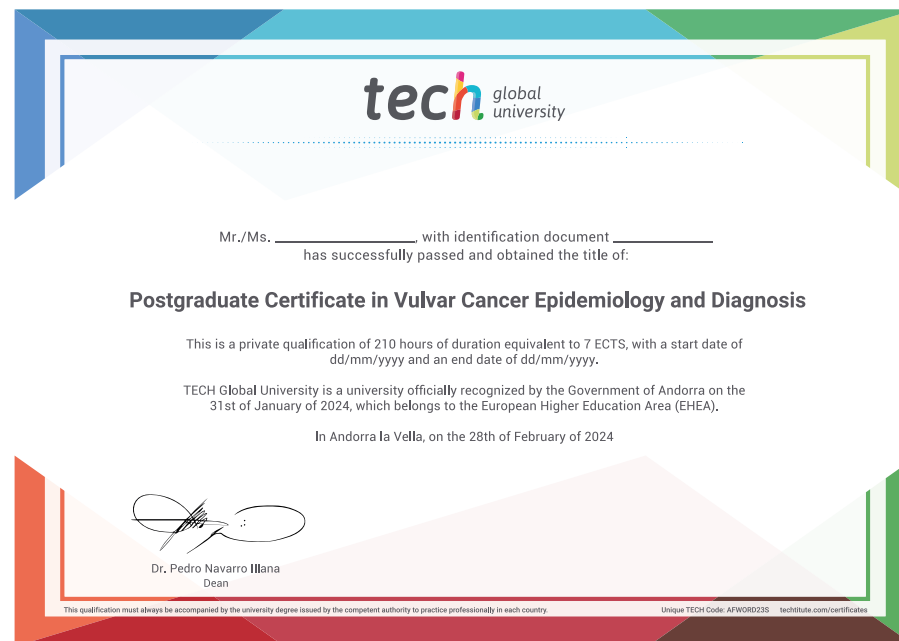 tech global university
Mr./Ms. ____________________, with identification document ______________
has successfully passed and obtained the title of:
Postgraduate Certificate in Vulvar Cancer Epidemiology and Diagnosis
This is a private qualification of 210 hours of duration equivalent to 7 ECTS, with a start date of
dd/mm/yyyy and an end date of dd/mm/yyyy.
TECH Global University is a university officially recognized by the Government of Andorra on the
31st of January of 2024, which belongs to the European Higher Education Area (EHEA).
In Andorra la Vella, on the 28th of February of 2024
Dr. Pedro Navarro Illana
Dean
This qualification must always be accompanied by the university degree issued by the competent authority to practice professionally in each country. Unique TECH Code: AFWORD23S techtitute.com/certificates